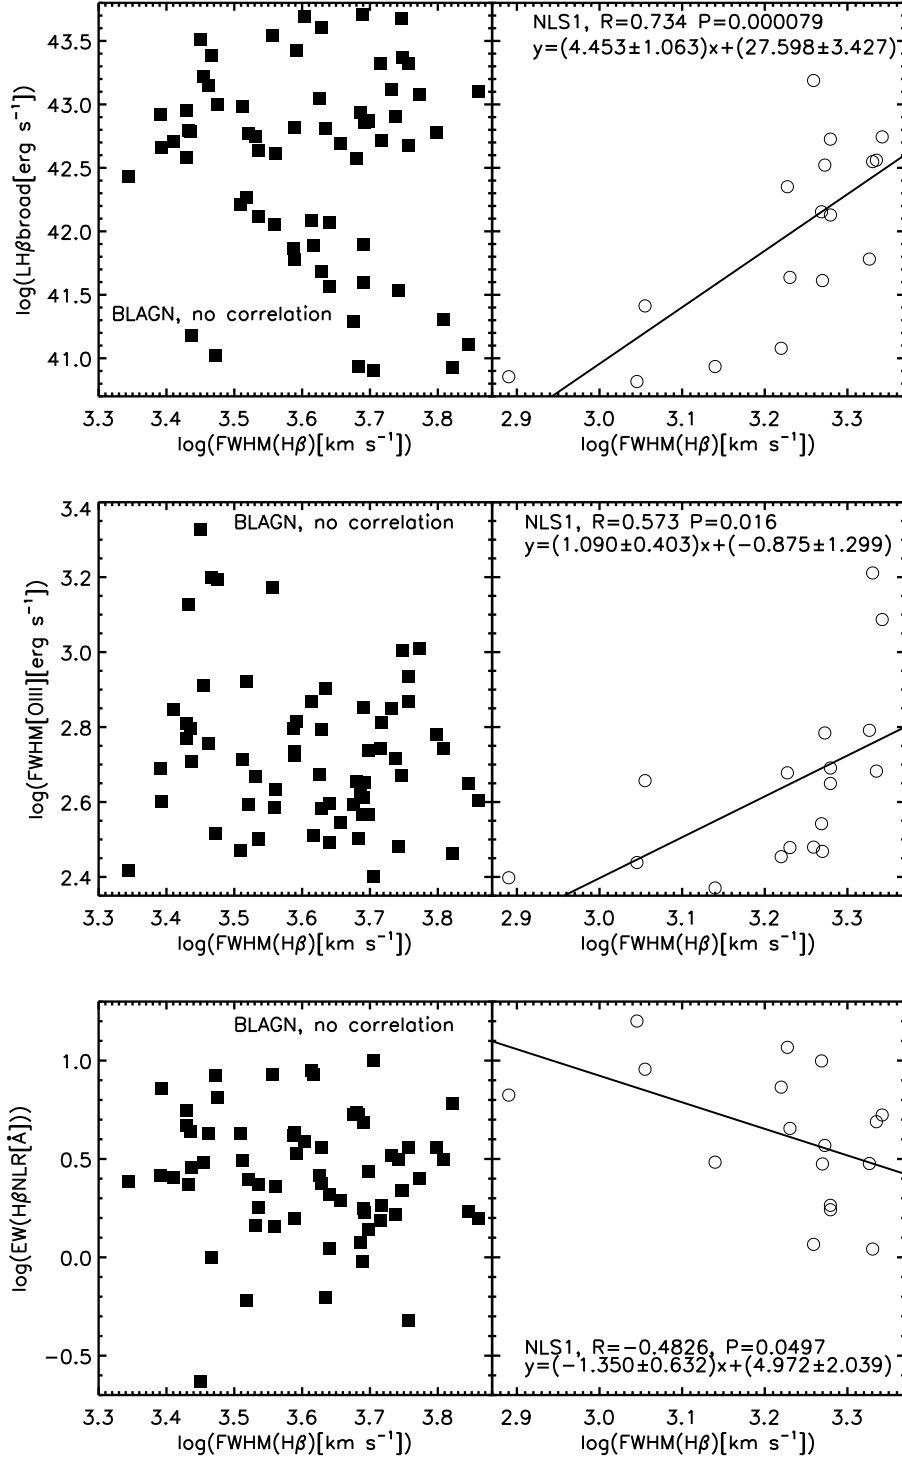 43.5
43.0
42.5
42.0
41.5
41.0
log(LHβbroad[erg s⁻¹])
BLAGN, no correlation
3.3 3.4 3.5 3.6 3.7 3.8
log(FWHM(Hβ)[km s⁻¹])
NLS1, R=0.734 P=0.000079
y=(4.453±1.063)x+(27.598±3.427)
2.9 3.0 3.1 3.2 3.3
log(FWHM(Hβ)[km s⁻¹])
3.4
3.2
3.0
2.8
2.6
2.4
log(FWHM[OIII][erg s⁻¹])
BLAGN, no correlation
3.3 3.4 3.5 3.6 3.7 3.8
log(FWHM(Hβ)[km s⁻¹])
NLS1, R=0.573 P=0.016
y=(1.090±0.403)x+(−0.875±1.299)
2.9 3.0 3.1 3.2 3.3
log(FWHM(Hβ)[km s⁻¹])
1.0
0.5
0.0
−0.5
log(EW(HβNLR[Å]))
BLAGN, no correlation
3.3 3.4 3.5 3.6 3.7 3.8
log(FWHM(Hβ)[km s⁻¹])
NLS1, R=−0.4826, P=0.0497
y=(−1.350±0.632)x+(4.972±2.039)
2.9 3.0 3.1 3.2 3.3
log(FWHM(Hβ)[km s⁻¹])